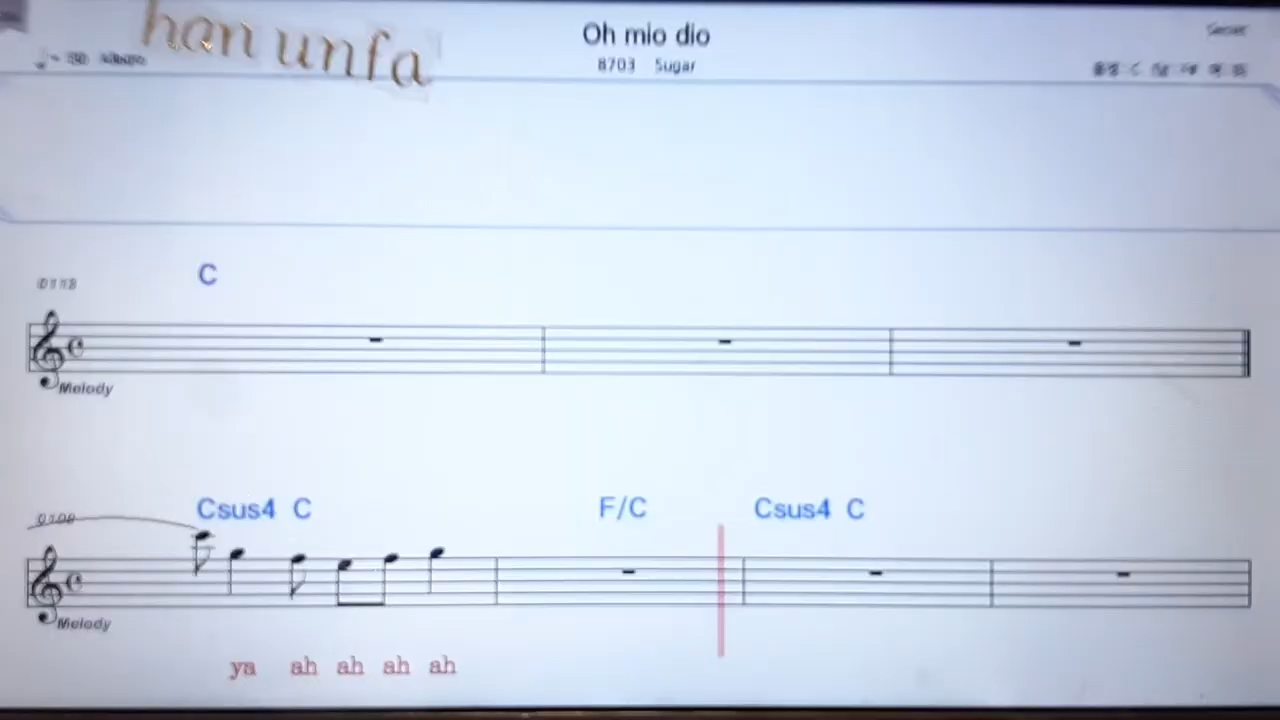 han unfa
Oh mio dio
8703 Sugar
C
Melody
Csus4 C F/C Csus4 C
Melody
ya ah ah ah ah